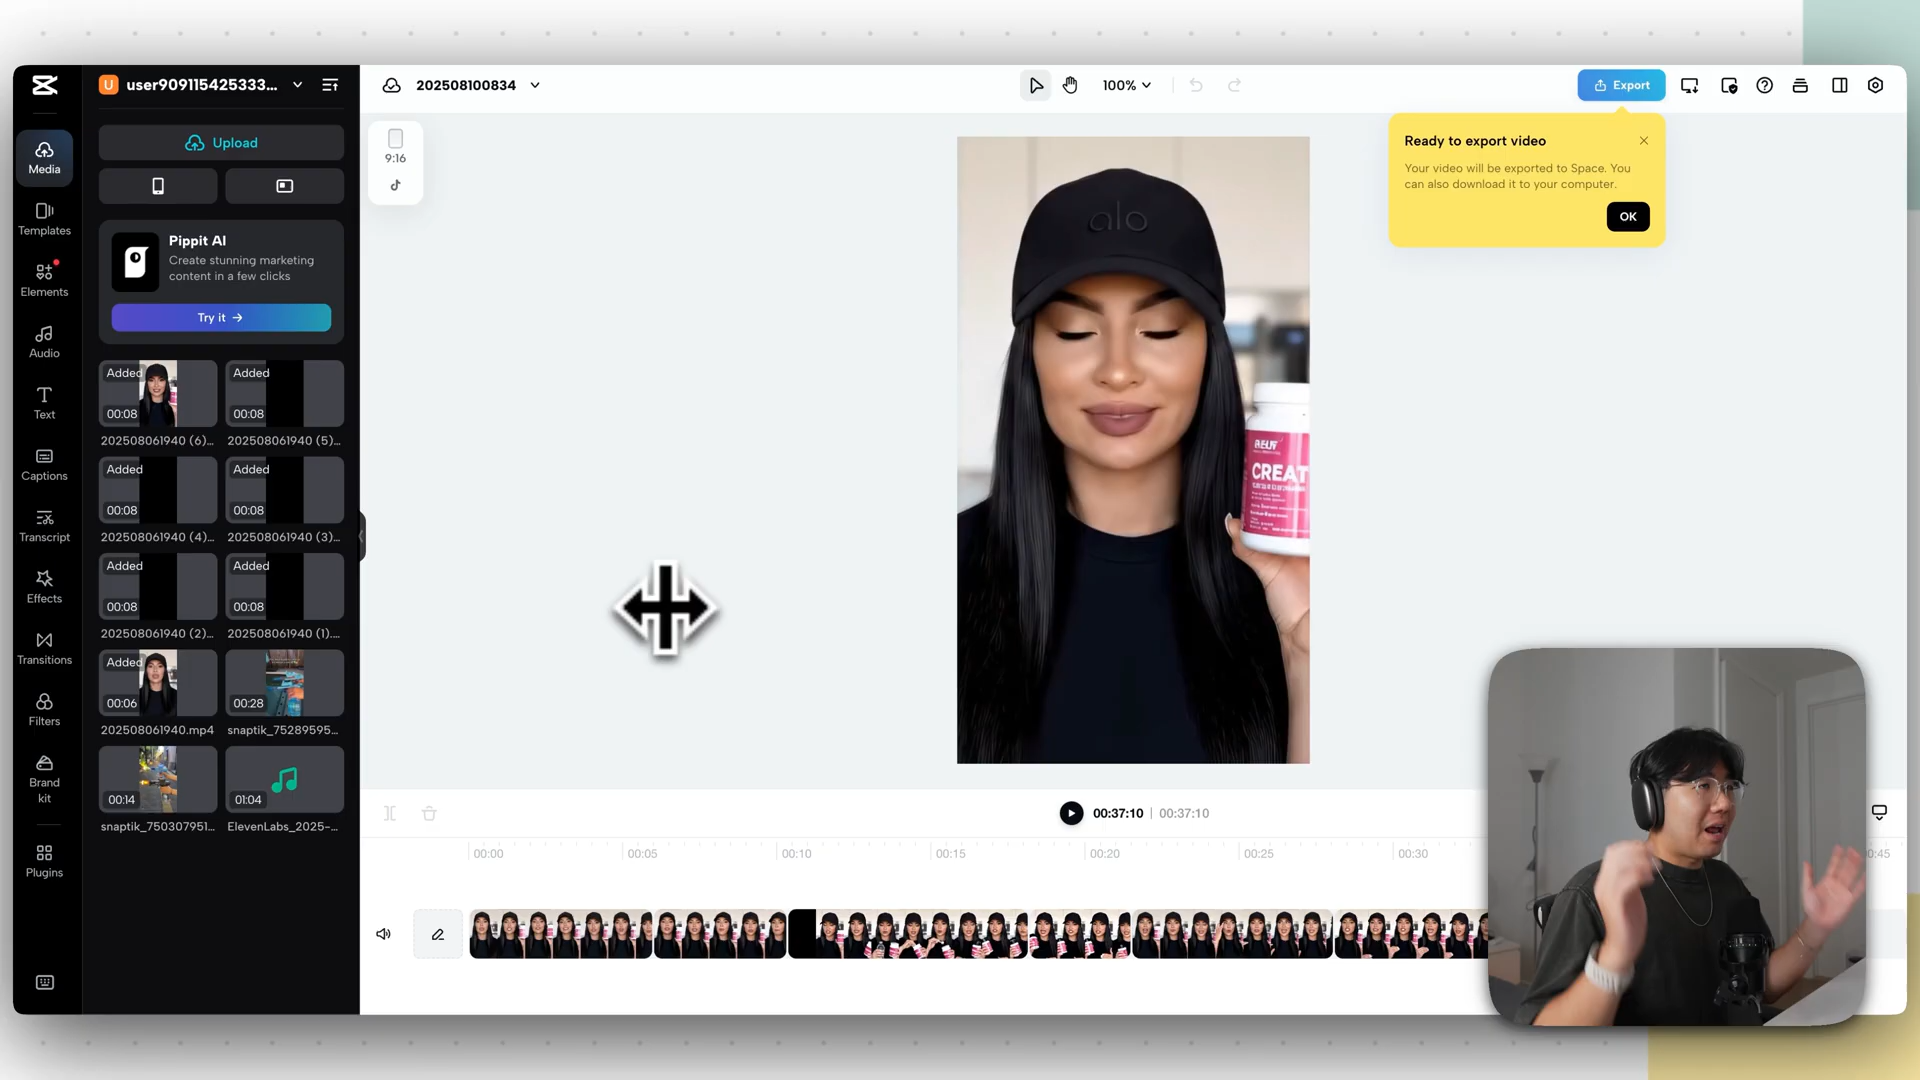 U user909115425333...
202508100834
100%
Export
Upload
9:16
Ready to export video
Your video will be exported to Space. You
can also download it to your computer.
OK
Media
Templates
Elements
Audio
Text
Captions
Transcript
Effects
Transitions
Filters
Brand
kit
Plugins
Pippit AI
Create stunning marketing
content in a few clicks
Try it →
Added
00:08
202508061940 (6)...
Added
00:08
202508061940 (5)...
Added
00:08
202508061940 (4)...
Added
00:08
202508061940 (3)...
Added
00:08
202508061940 (2)...
Added
00:08
202508061940 (1)....
Added
00:06
202508061940.mp4
00:28
snaptik_75289595...
00:14
snaptik_750307951...
01:04
ElevenLabs_2025-...
alo
CREAT
00:37:10 | 00:37:10
00:00
00:05
00:10
00:15
00:20
00:25
00:30
0:45